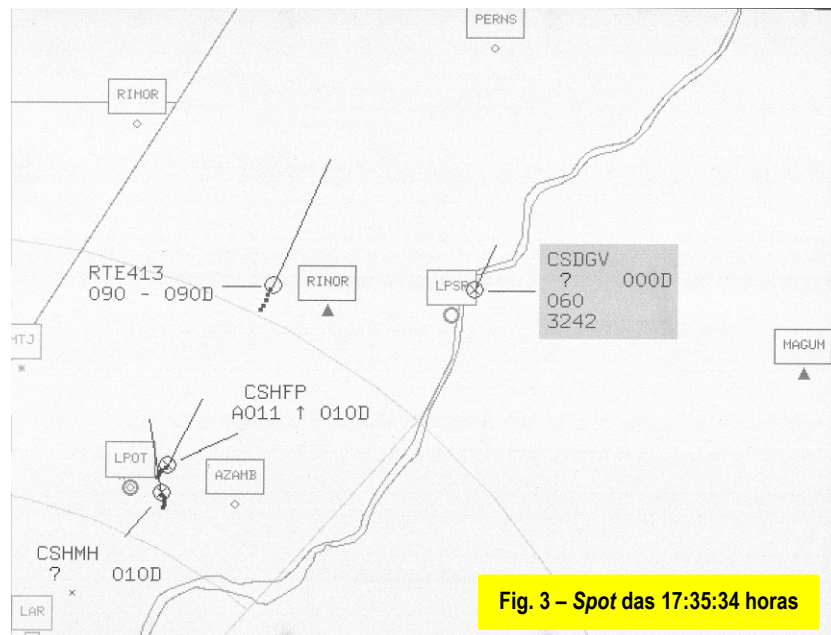 PERNS
RIMOR
CSDGV
? 000D
060
3242
RTE413
090 - 090D
RINOR
LPSR
MAGUM
CSHFP
A011 ↑ 010D
LPOT
AZAMB
CSHMH
? 010D
LAR
Fig. 3 – Spot das 17:35:34 horas